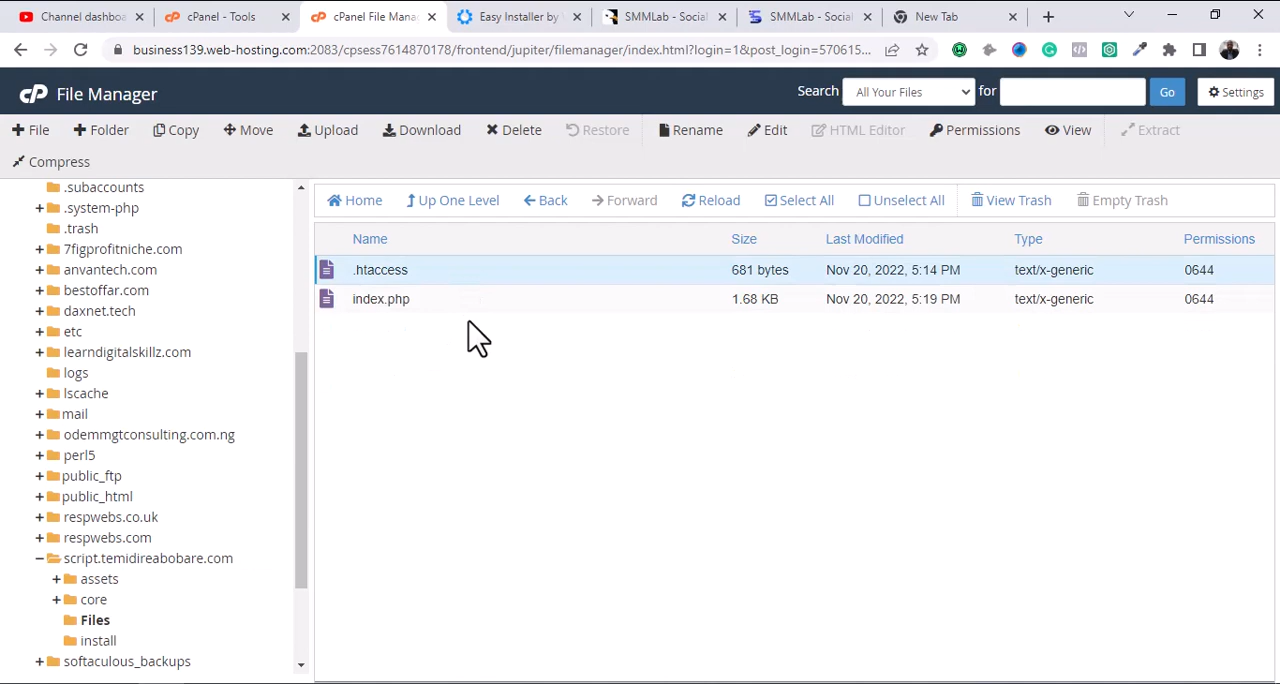 Channel dashboa
cPanel - Tools
cPanel File Mana
Easy Installer by V
SMMLab - Social
SMMLab - Social
New Tab
business139.web-hosting.com:2083/cpsess7614870178/frontend/jupiter/filemanager/index.html?login=1&post_login=570615...
cP File Manager
Search All Your Files for Go Settings
File Folder Copy Move Upload Download Delete Restore Rename Edit HTML Editor Permissions View Extract
Compress
Home Up One Level Back Forward Reload Select All Unselect All View Trash Empty Trash
.subaccounts
.system-php
.trash
7figprofitniche.com
anvantech.com
bestoffar.com
daxnet.tech
etc
learndigitalskillz.com
logs
lscache
mail
odemmgtconsulting.com.ng
perl5
public_ftp
public_html
respwebs.co.uk
respwebs.com
script.temidireabobare.com
assets
core
Files
install
softaculous_backups
Name Size Last Modified Type Permissions
.htaccess 681 bytes Nov 20, 2022, 5:14 PM text/x-generic 0644
index.php 1.68 KB Nov 20, 2022, 5:19 PM text/x-generic 0644